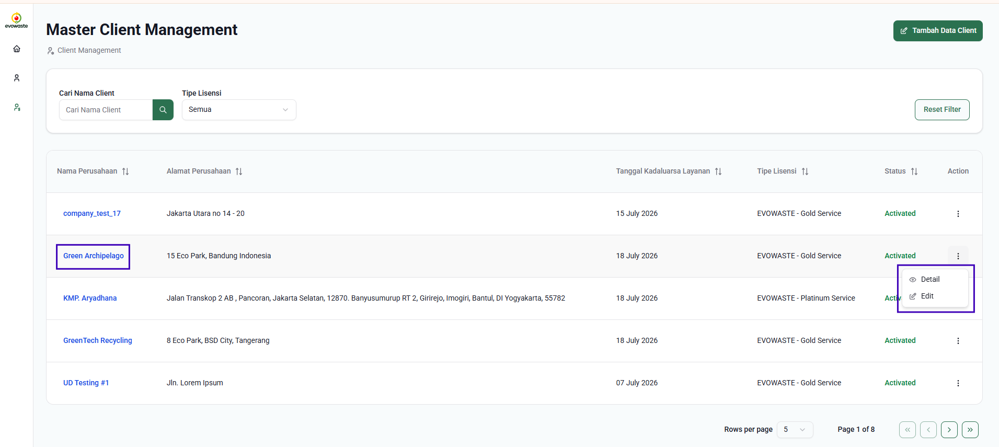 evowaste
Master Client Management
Tambah Data Client
Client Management
Cari Nama Client
Tipe Lisensi
Cari Nama Client
Semua
Reset Filter
Nama Perusahaan Alamat Perusahaan Tanggal Kadaluarsa Layanan Tipe Lisensi Status Action
company_test_17 Jakarta Utara no 14 - 20 15 July 2026 EVOWASTE - Gold Service Activated
Green Archipelago 15 Eco Park, Bandung Indonesia 18 July 2026 EVOWASTE - Gold Service Activated
Detail
Edit
KMP. Aryadhana Jalan Transkop 2 AB , Pancoran, Jakarta Selatan, 12870. Banyusumurup RT 2, Girirejo, Imogiri, Bantul, DI Yogyakarta, 55782 18 July 2026 EVOWASTE - Platinum Service
GreenTech Recycling 8 Eco Park, BSD City, Tangerang 18 July 2026 EVOWASTE - Gold Service Activated
UD Testing #1 Jln. Lorem Ipsum 07 July 2026 EVOWASTE - Gold Service Activated
Rows per page 5 Page 1 of 8